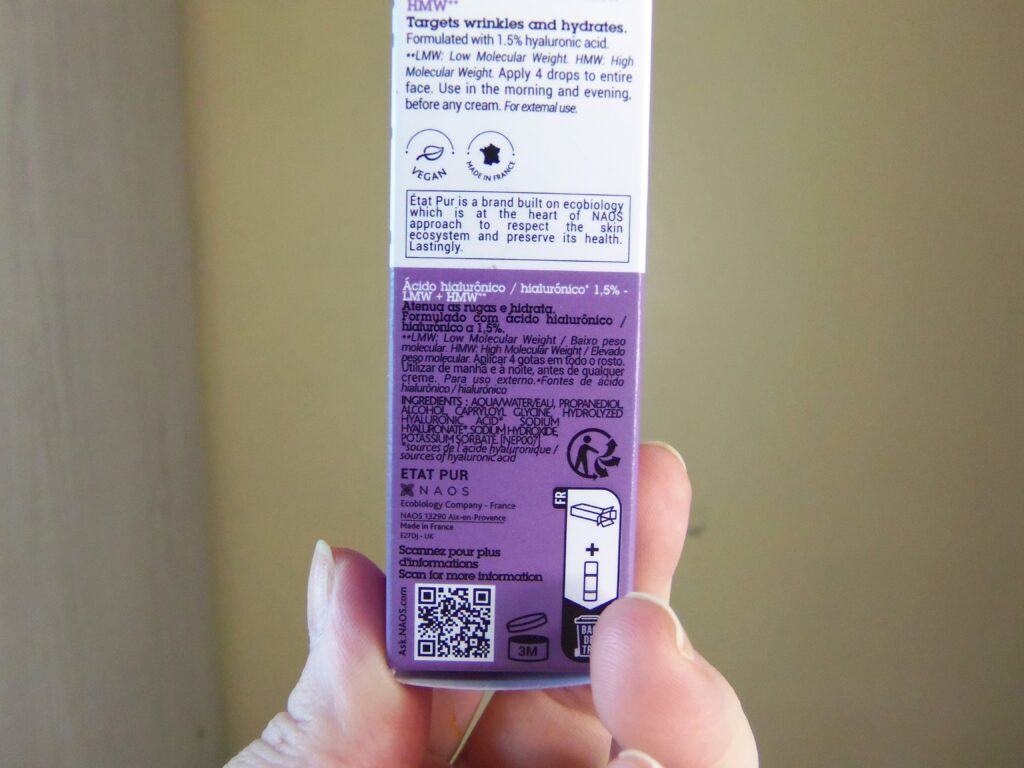 HMW**
Targets wrinkles and hydrates.
Formulated with 1.5% hyaluronic acid.
**LMW: Low Molecular Weight. HMW: High
Molecular Weight. Apply 4 drops to entire
face. Use in the morning and evening,
before any cream. For external use.
VEGAN
MADE IN FRANCE
État Pur is a brand built on ecobiology
which is at the heart of NAOS
approach to respect the skin
ecosystem and preserve its health.
Lastingly.
Ácido hialurônico / hialurónico* 1,5% -
LMW + HMW**
Atenua as rugas e hidrata.
Formulado com ácido hialurônico /
hialurónico a 1,5%.
**LMW: Low Molecular Weight / Baixo peso
molecular. HMW: High Molecular Weight / Elevado
peso molecular. Aplicar 4 gotas em todo o rosto.
Utilizar de manhã e à noite, antes de qualquer
creme. Para uso externo.*Fontes de ácido
hialurônico / hialurónico
INGREDIENTS : AQUA/WATER/EAU, PROPANEDIOL,
ALCOHOL, CAPRYLOYL GLYCINE, HYDROLYZED
HYALURONIC ACID* SODIUM
HYALURONATE* SODIUM HYDROXIDE,
POTASSIUM SORBATE. [NEP007]
*sources de l'acide hyaluronique /
sources of hyaluronic acid
ETAT PUR
NAOS
Ecobiology Company - France
NAOS 13290 Aix-en-Provence
Made in France
E27DJ - UK
Scannez pour plus
d'informations
Scan for more information
Ask.NAOS.com
3M
FR
+
BA
DE
TR